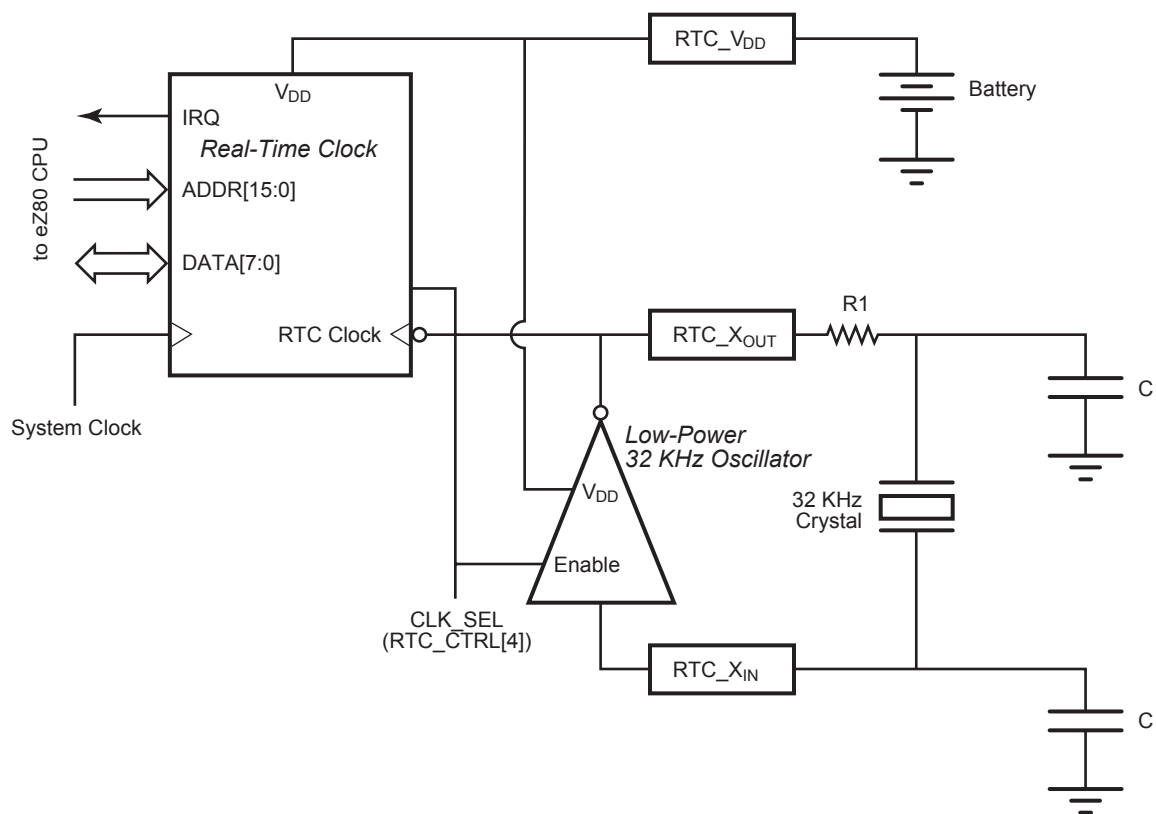 RTC_VDD
VDD
Battery
IRQ
Real-Time Clock
to eZ80 CPU
ADDR[15:0]
DATA[7:0]
R1
RTC Clock
RTC_XOUT
C
System Clock
Low-Power
32 KHz Oscillator
VDD
32 KHz
Crystal
Enable
CLK_SEL
(RTC_CTRL[4])
RTC_XIN
C